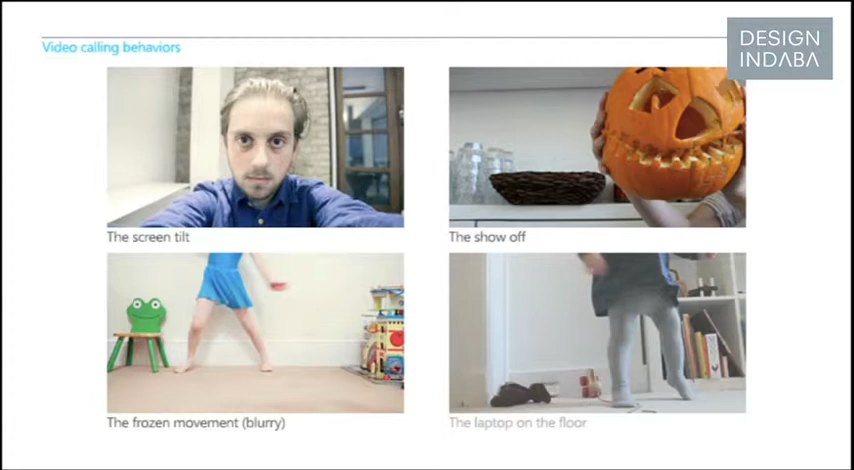 Video calling behaviors
DESIGN
INDABA
The screen tilt
The show off
The frozen movement (blurry)
The laptop on the floor